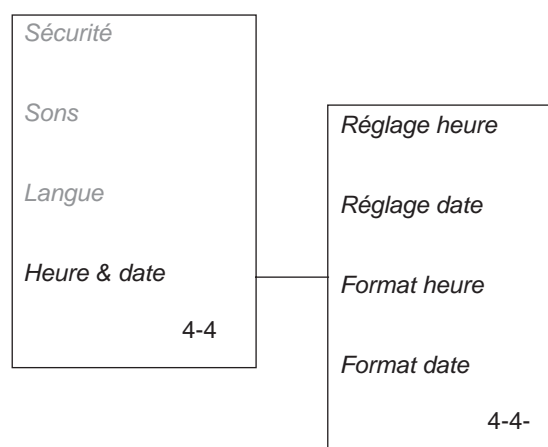 Sécurité
Sons
Langue
Heure & date
4-4
Réglage heure
Réglage date
Format heure
Format date
4-4-